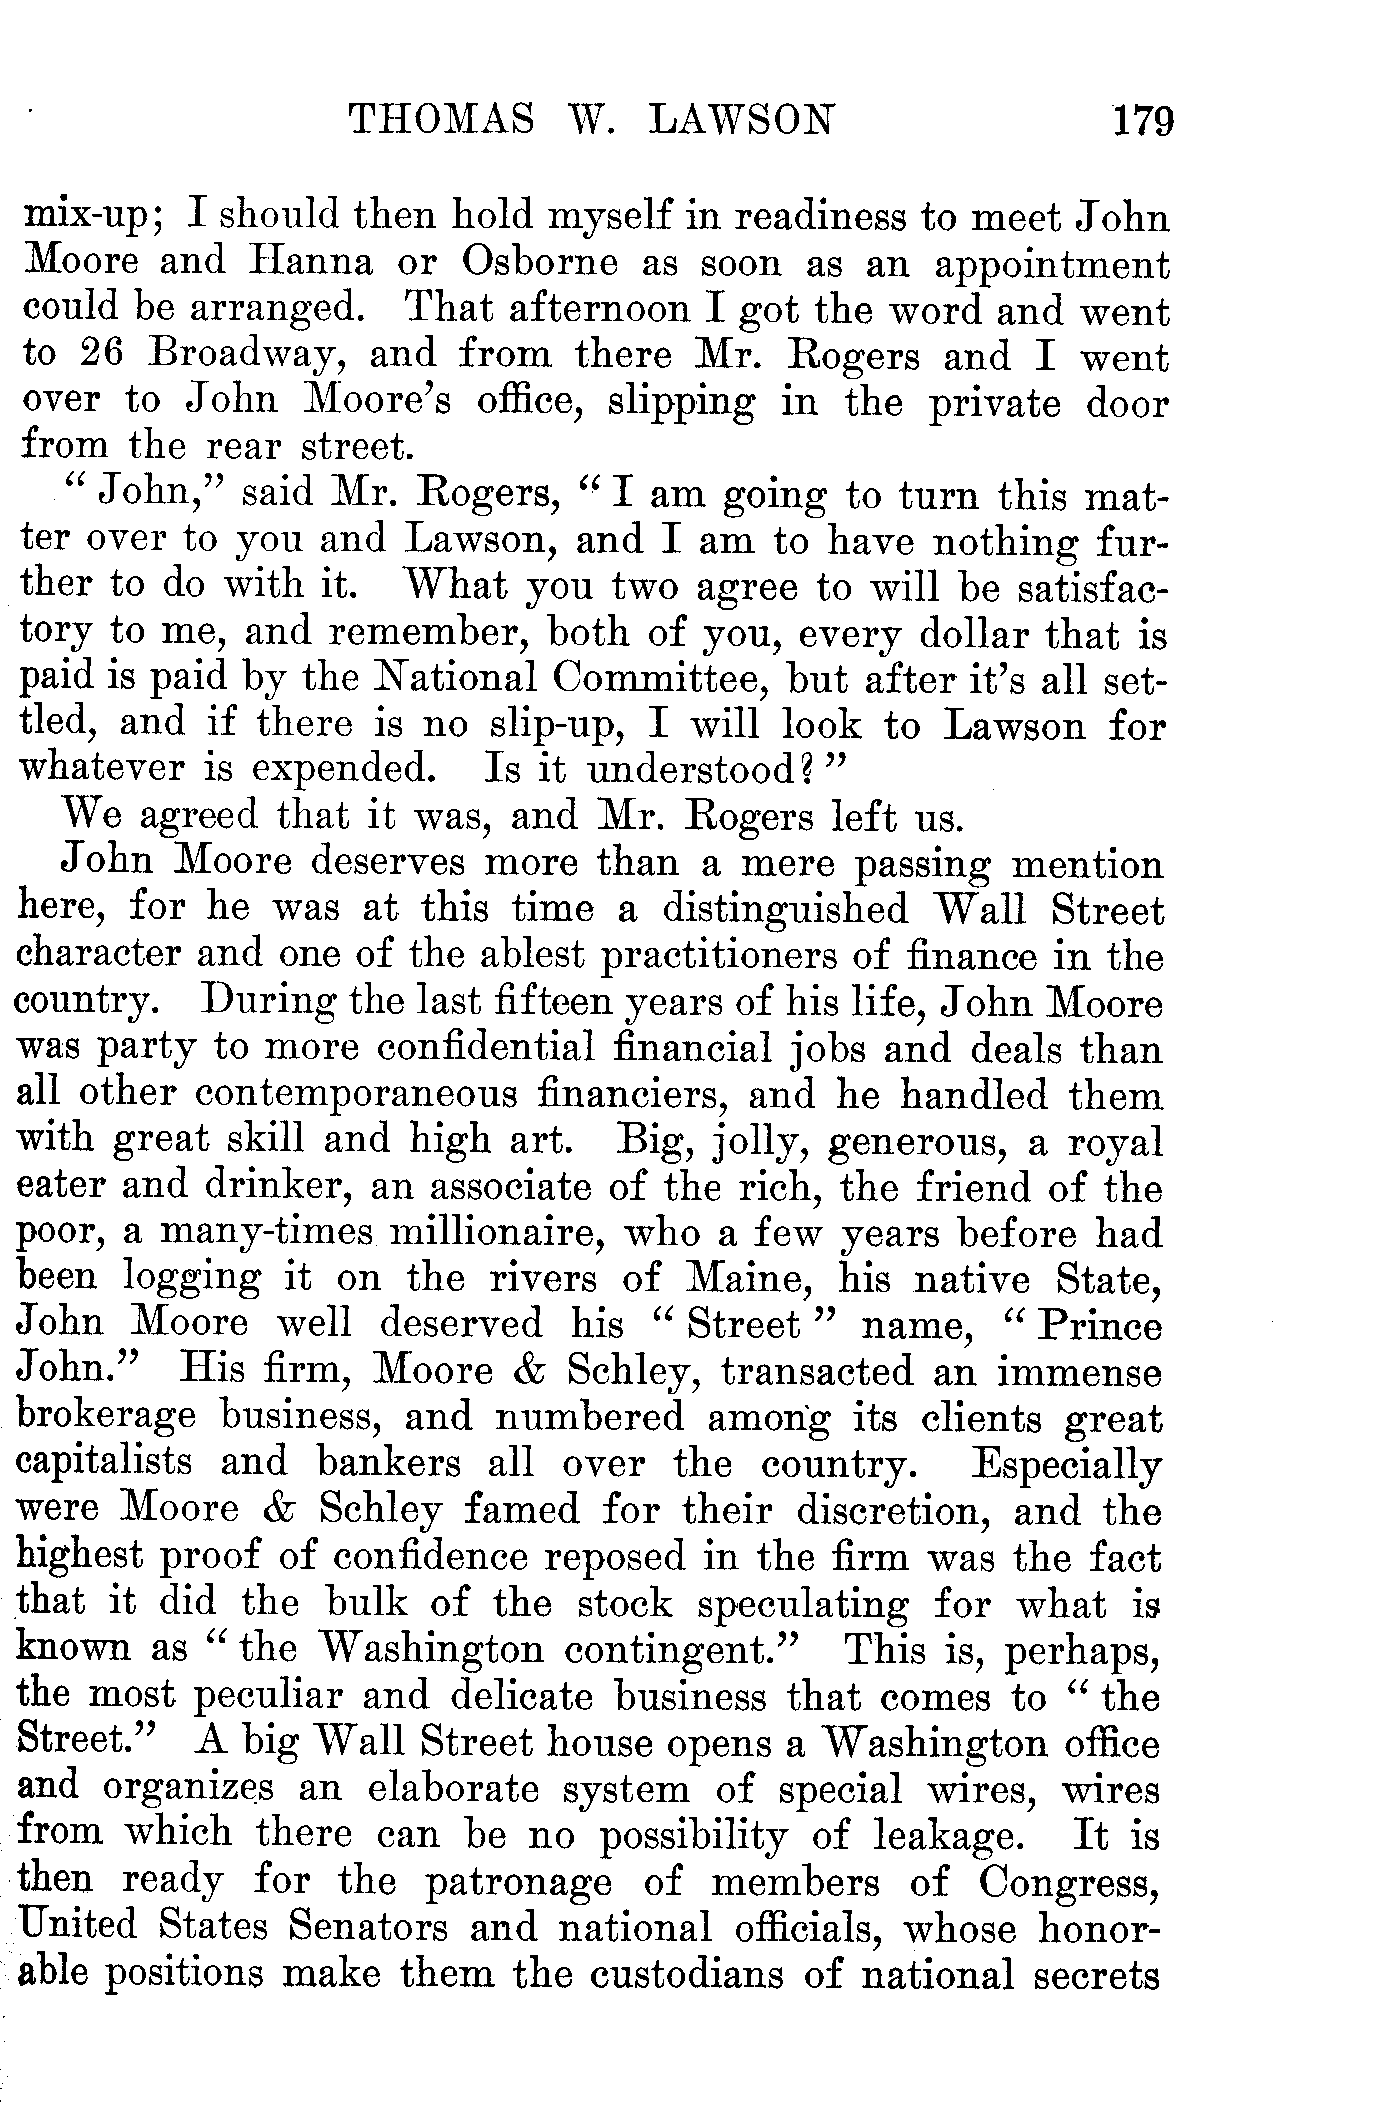 THOMAS W. LAWSON 179
mix-up; I should then hold myself in readiness to meet John
Moore and Hanna or Osborne as soon as an appointment
could be arranged. That afternoon I got the word and went
to 26 Broadway, and from there Mr. Rogers and I went
over to John Moore's office, slipping in the private door
from the rear street.
" John," said Mr. Rogers, " I am going to turn this mat-
ter over to you and Lawson, and I am to have nothing fur-
ther to do with it. What you two agree to will be satisfac-
tory to me, and remember, both of you, every dollar that is
paid is paid by the National Committee, but after it's all set-
tled, and if there is no slip-up, I will look to Lawson for
whatever is expended. Is it understood? "
We agreed that it was, and Mr. Rogers left us.
John Moore deserves more than a mere passing mention
here, for he was at this time a distinguished Wall Street
character and one of the ablest practitioners of finance in the
country. During the last fifteen years of his life, John Moore
was party to more confidential financial jobs and deals than
all other contemporaneous financiers, and he handled them
with great skill and high art. Big, jolly, generous, a royal
eater and drinker, an associate of the rich, the friend of the
poor, a many-times millionaire, who a few years before had
been logging it on the rivers of Maine, his native State,
John Moore well deserved his " Street " name, " Prince
John." His firm, Moore & Schley, transacted an immense
brokerage business, and numbered among its clients great
capitalists and bankers all over the country. Especially
were Moore & Schley famed for their discretion, and the
highest proof of confidence reposed in the firm was the fact
that it did the bulk of the stock speculating for what is
known as " the Washington contingent." This is, perhaps,
the most peculiar and delicate business that comes to " the
Street." A big Wall Street house opens a Washington office
and organizes an elaborate system of special wires, wires
from which there can be no possibility of leakage. It is
then ready for the patronage of members of Congress,
United States Senators and national officials, whose honor-
able positions make them the custodians of national secrets